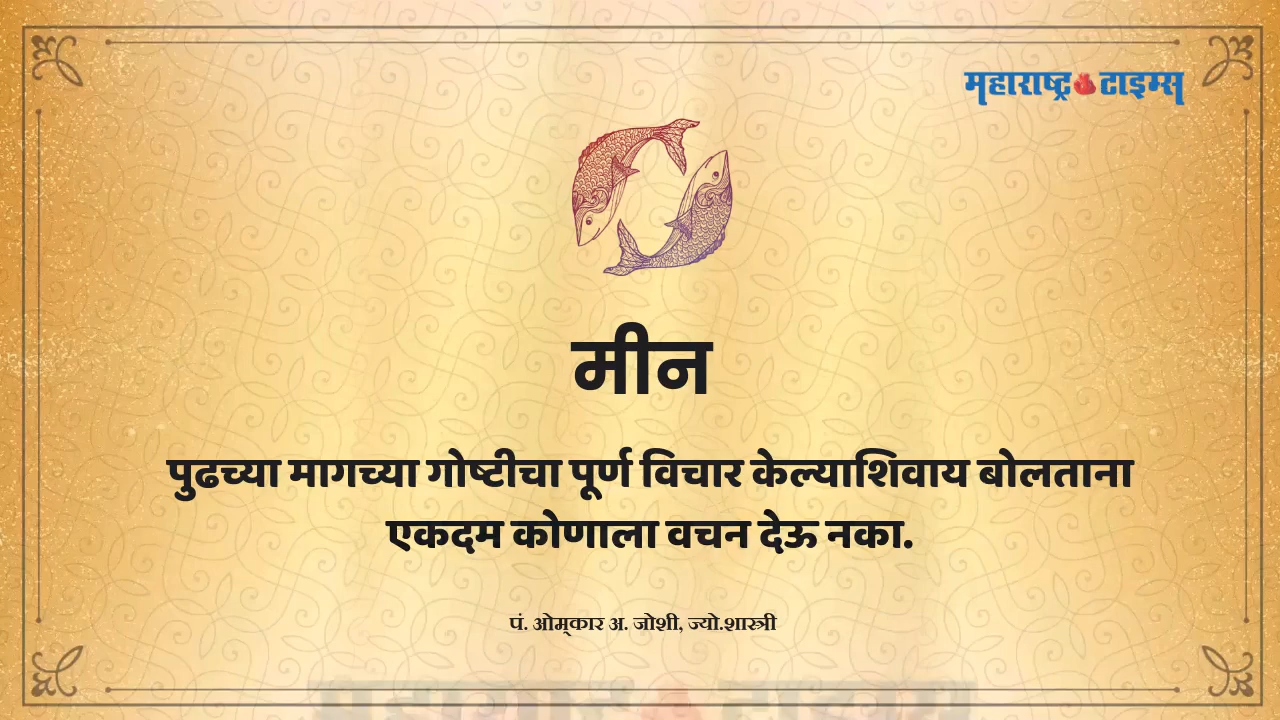 महाराष्ट्र टाइम्स
मीन
पुढच्या मागच्या गोष्टीचा पूर्ण विचार केल्याशिवाय बोलताना
एकदम कोणाला वचन देऊ नका.
पं. ओम्‌कार अ. जोशी, ज्यो.शास्त्री